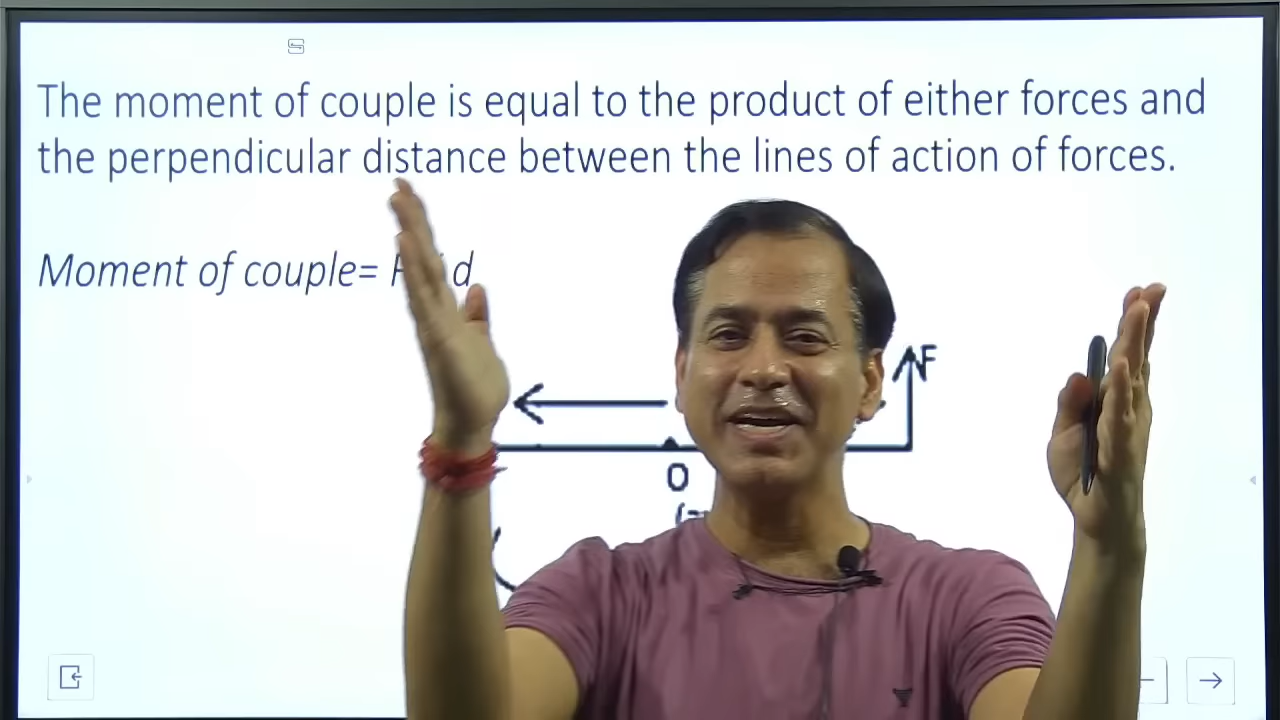 The moment of couple is equal to the product of either forces and
the perpendicular distance between the lines of action of forces.
Moment of couple= d
F
O